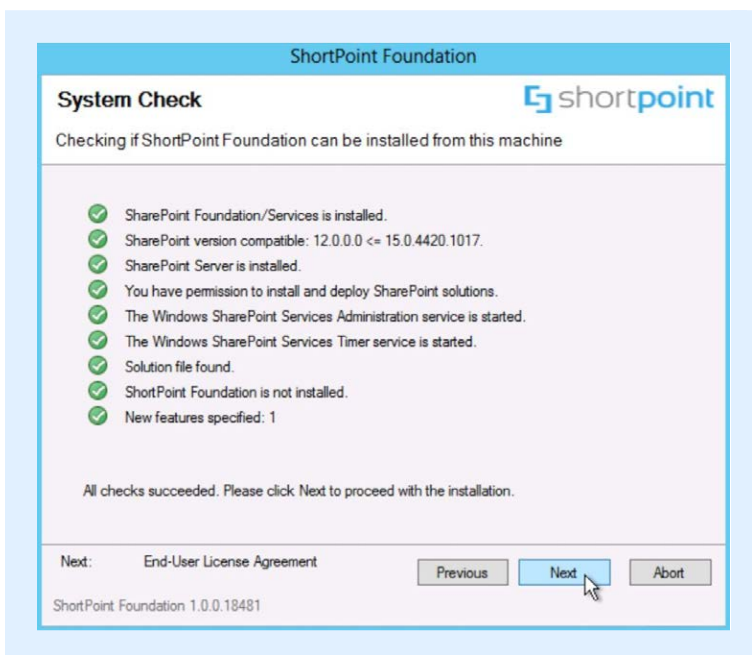 ShortPoint Foundation
System Check
shortpoint
Checking if ShortPoint Foundation can be installed from this machine
SharePoint Foundation/Services is installed.
SharePoint version compatible: 12.0.0.0 <= 15.0.4420.1017.
SharePoint Server is installed.
You have permission to install and deploy SharePoint solutions.
The Windows SharePoint Services Administration service is started.
The Windows SharePoint Services Timer service is started.
Solution file found.
ShortPoint Foundation is not installed.
New features specified: 1
All checks succeeded. Please click Next to proceed with the installation.
Next: End-User License Agreement
Previous Next Abort
ShortPoint Foundation 1.0.0.18481